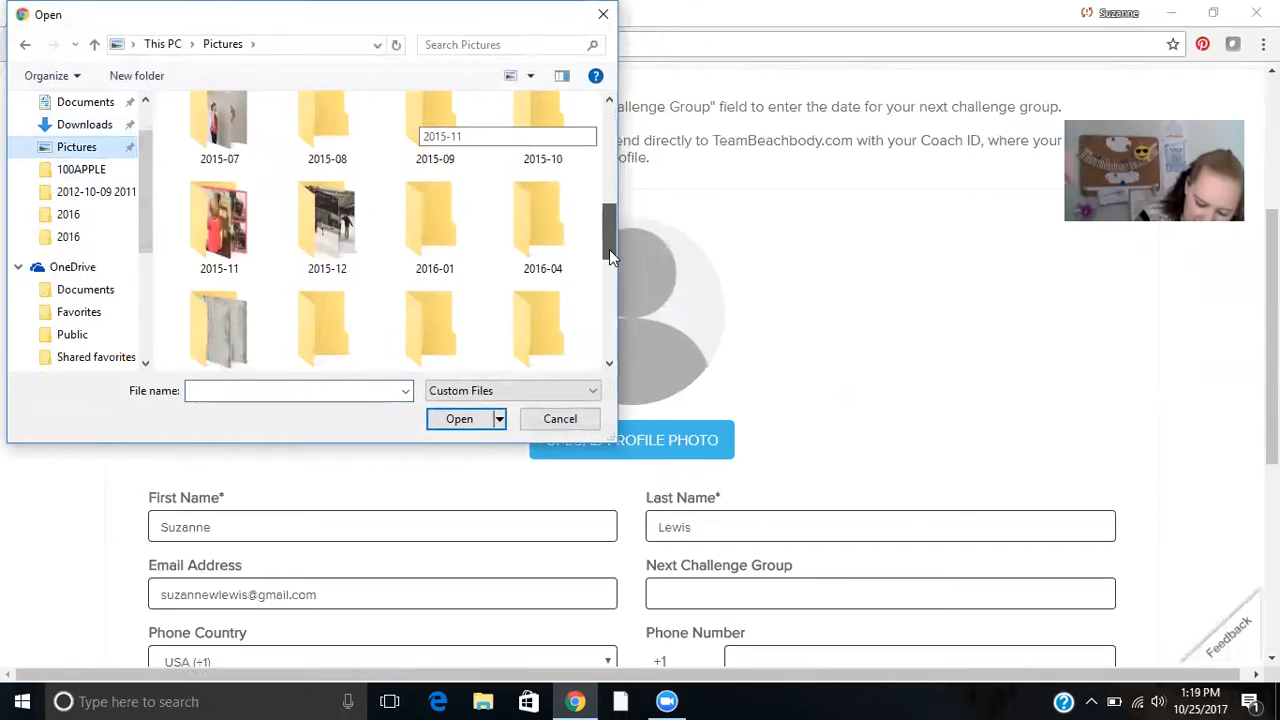 Open
Suzanne
This PC > Pictures >
Search Pictures
Organize
New folder
Documents
Downloads
Pictures
100APPLE
2012-10-09 2011
2016
2016
OneDrive
Documents
Favorites
Public
Shared favorites
2015-07
2015-08
2015-09
2015-10
2015-11
2015-11
2015-12
2016-01
2016-04
File name:
Custom Files
Open
Cancel
allenge Group" field to enter the date for your next challenge group.
end directly to TeamBeachbody.com with your Coach ID, where your
ofile.
UPLOAD PROFILE PHOTO
First Name*
Last Name*
Suzanne
Lewis
Email Address
Next Challenge Group
suzannewlewis@gmail.com
Phone Country
Phone Number
USA (+1)
+1
Feedback
Type here to search
1:19 PM
10/25/2017